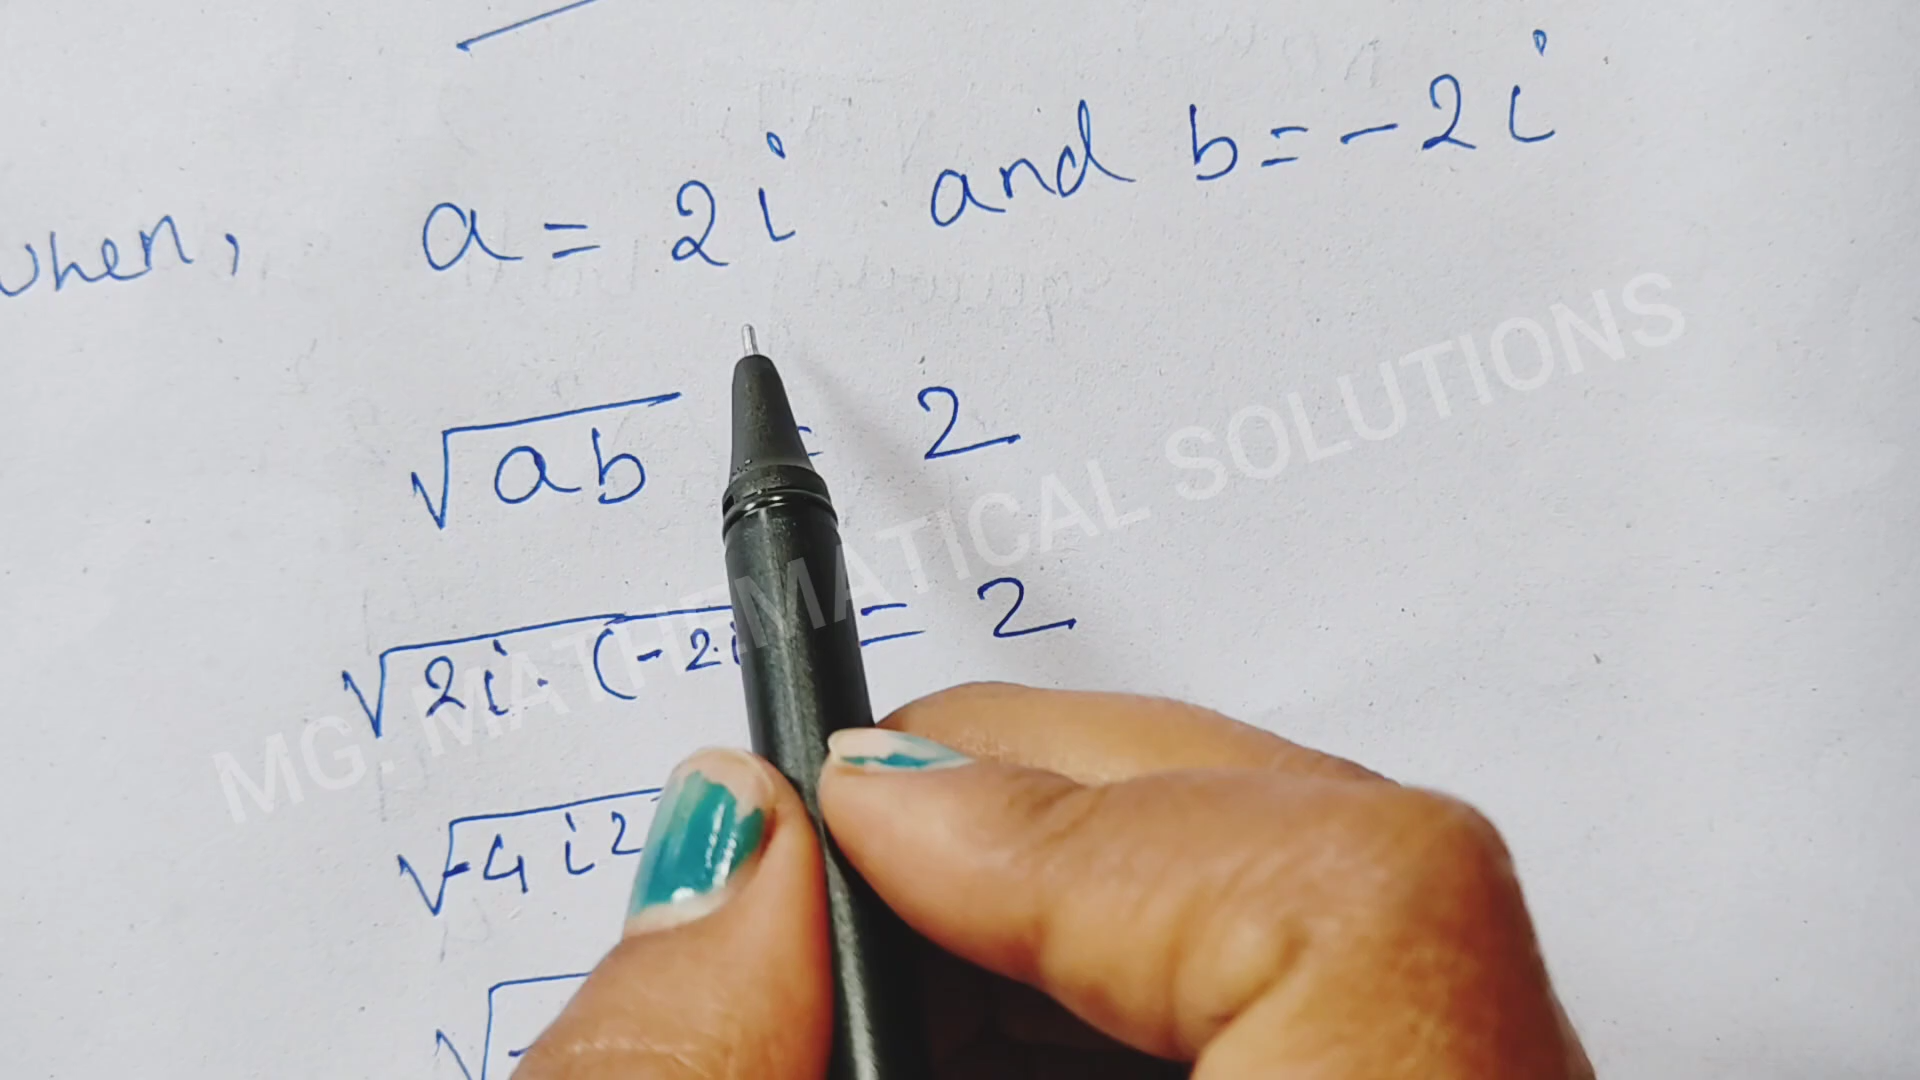 when, a = 2i and b = -2i
√ab = 2
√2i. (-2i = 2
√-4i²
√-
MG. MATHEMATICAL SOLUTIONS